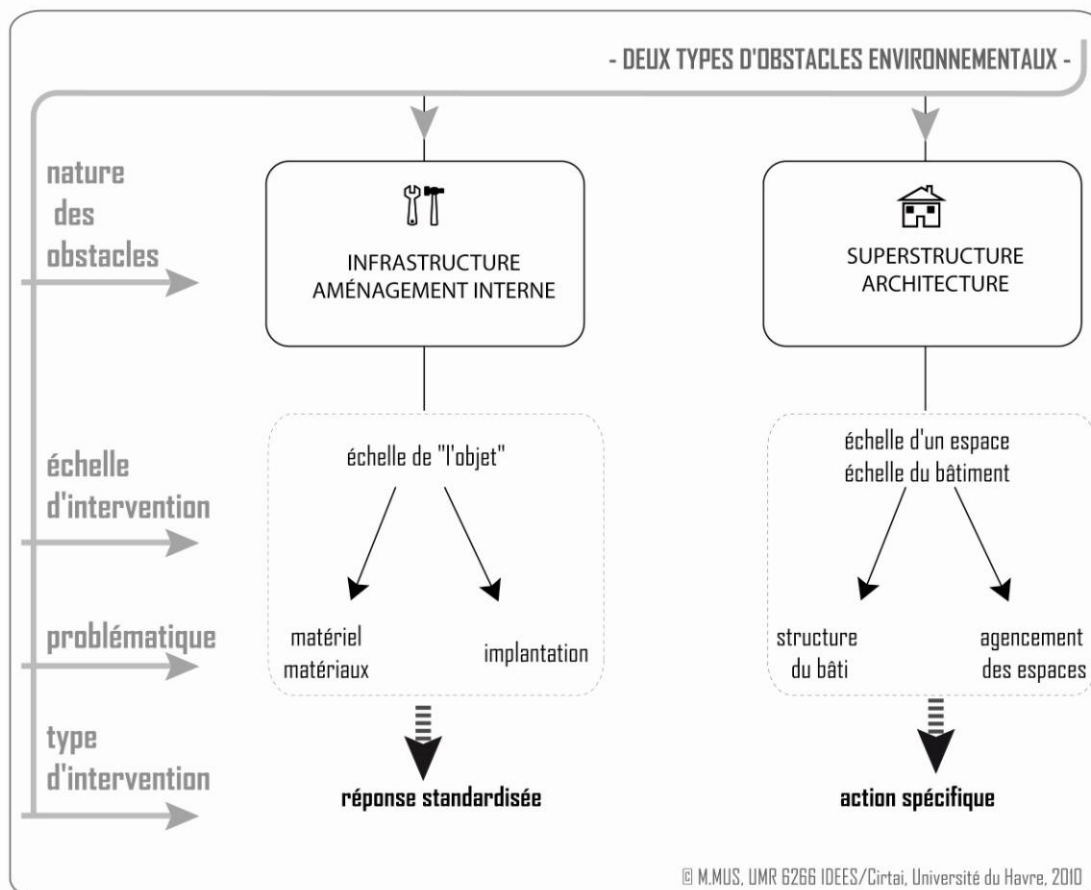 - DEUX TYPES D'OBSTACLES ENVIRONNEMENTAUX -
nature
des
obstacles
INFRASTRUCTURE
AMÉNAGEMENT INTERNE
SUPERSTRUCTURE
ARCHITECTURE
échelle
d'intervention
échelle de "l'objet"
échelle d'un espace
échelle du bâtiment
problématique
matériel
matériaux
implantation
structure
du bâti
agencement
des espaces
type
d'intervention
réponse standardisée
action spécifique
© M.MUS, UMR 6266 IDEES/Cirtai, Université du Havre, 2010